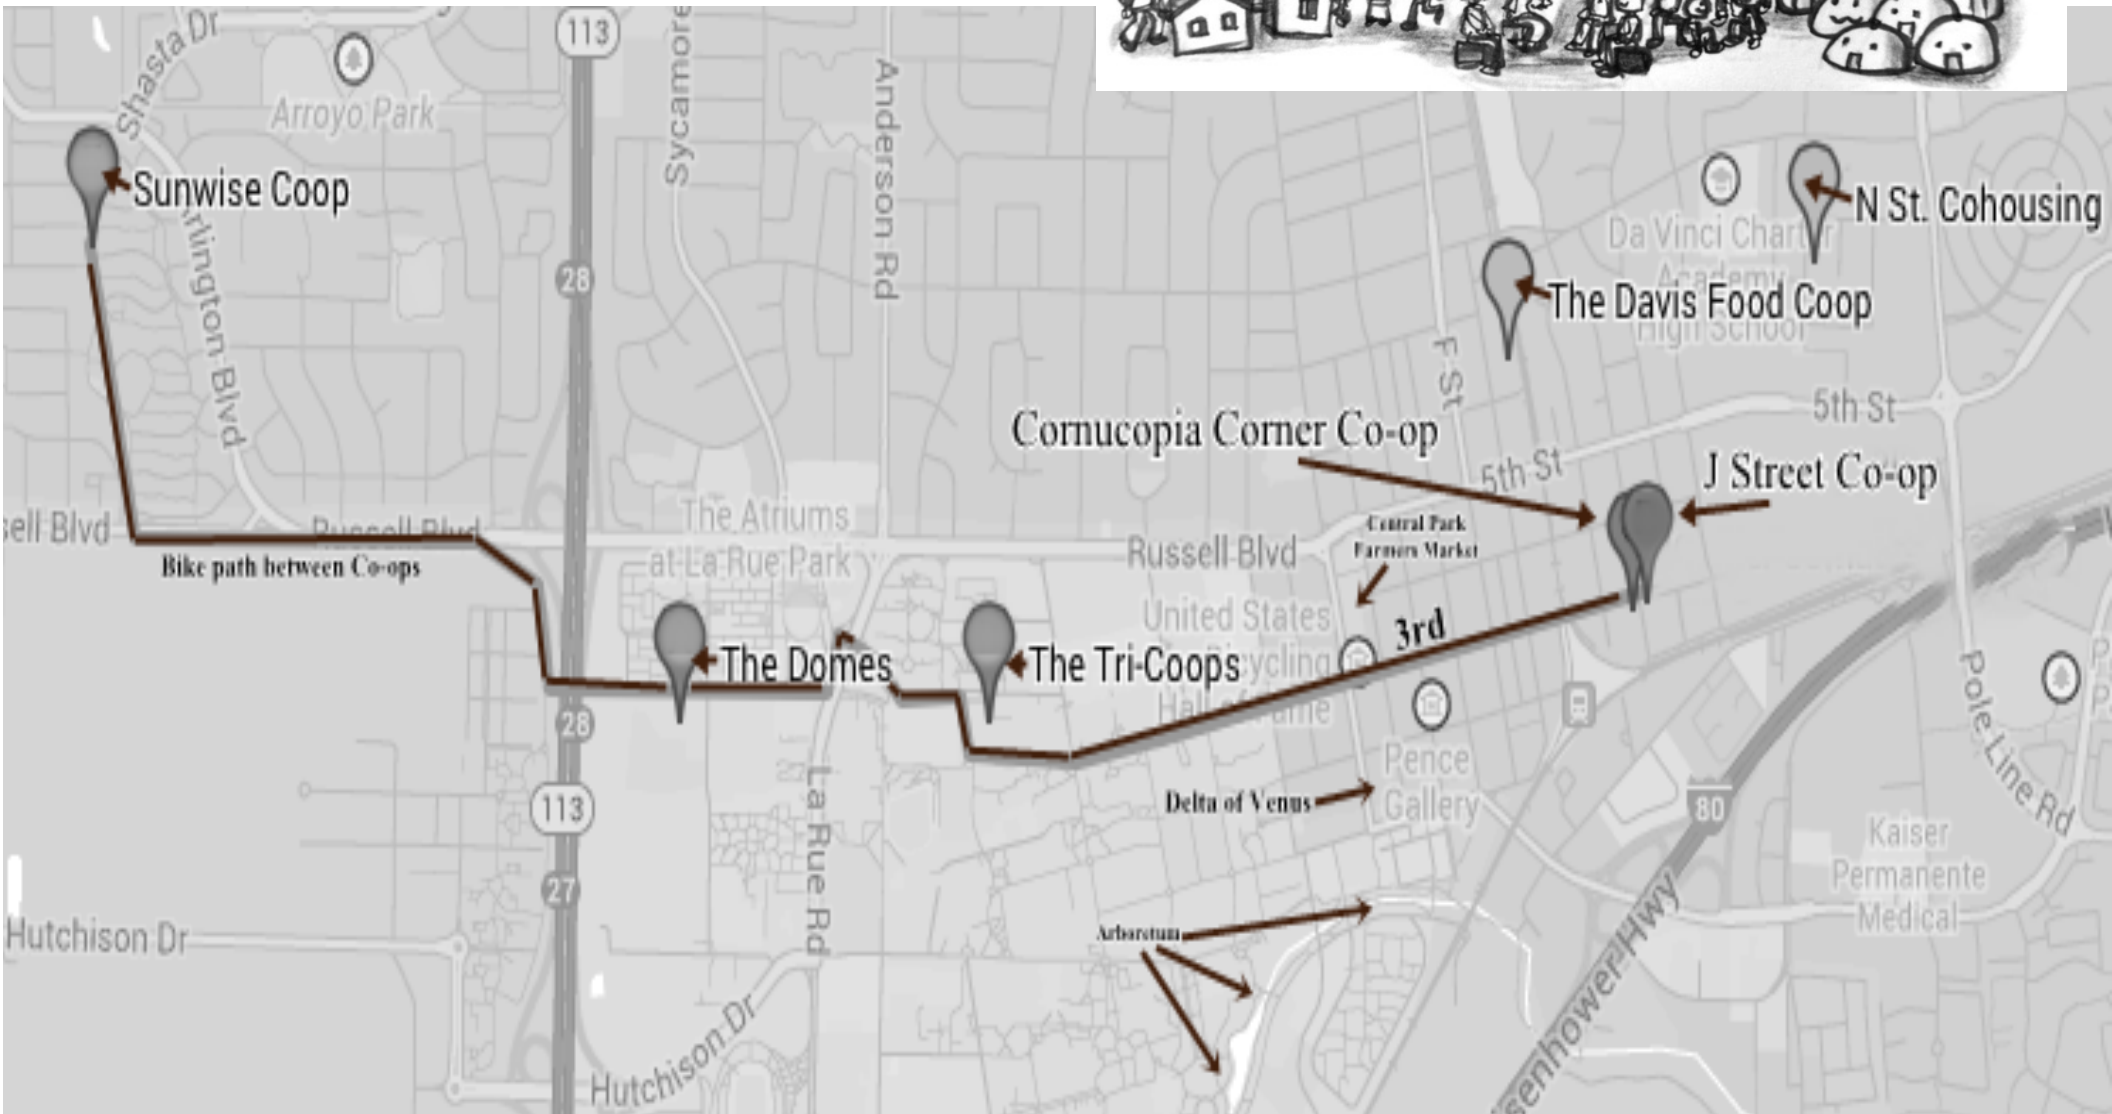 Shasta Dr
113
Arroyo Park
Sycamore
Anderson Rd
Sunwise Coop
Arlington Blvd
28
N St. Cohousing
Da Vinci Charter
Academy
High School
The Davis Food Coop
F St
5th St
Cornucopia Corner Co-op
5th St
J Street Co-op
sell Blvd
Russell Blvd
Bike path between Co-ops
The Atriums
at La Rue Park
Russell Blvd
Central Park
Farmers Market
United States
Bicycling
Hall of Fame
3rd
The Domes
The Tri-Coops
28
113
27
La Rue Rd
Delta of Venus
Pence
Gallery
80
Pole Line Rd
Kaiser
Permanente
Medical
Hutchison Dr
Arboretum
Hutchison Dr
senhower Hwy